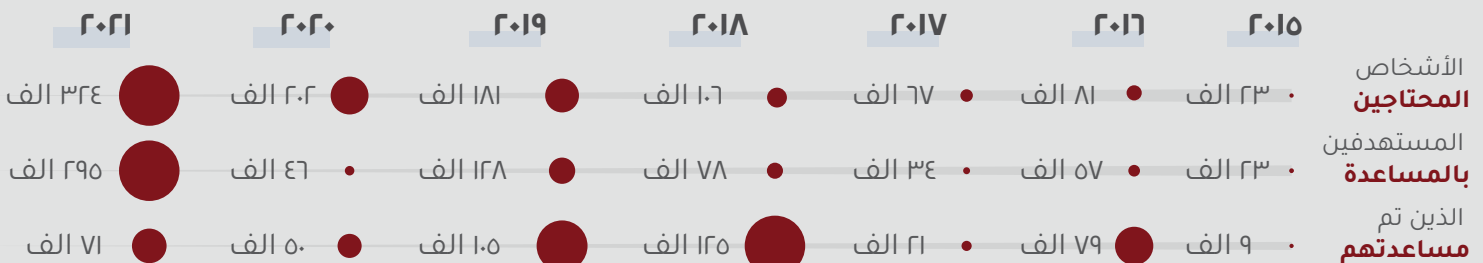 ٢٠١٥ ٢٠١٦ ٢٠١٧ ٢٠١٨ ٢٠١٩ ٢٠٢٠ ٢٠٢١
الأشخاص
المحتاجين
٢٣ الف ٨١ الف ٦٧ الف ١٠٦ الف ١٨١ الف ٢٠٢ الف ٣٢٤ الف
المستهدفين
بالمساعدة
٢٣ الف ٥٧ الف ٣٤ الف ٧٨ الف ١٢٨ الف ٤٦ الف ٢٩٥ الف
الذين تم
مساعدتهم
٩ الف ٧٩ الف ٢١ الف ١٢٥ الف ١٠٥ الف ٥٠ الف ٧١ الف